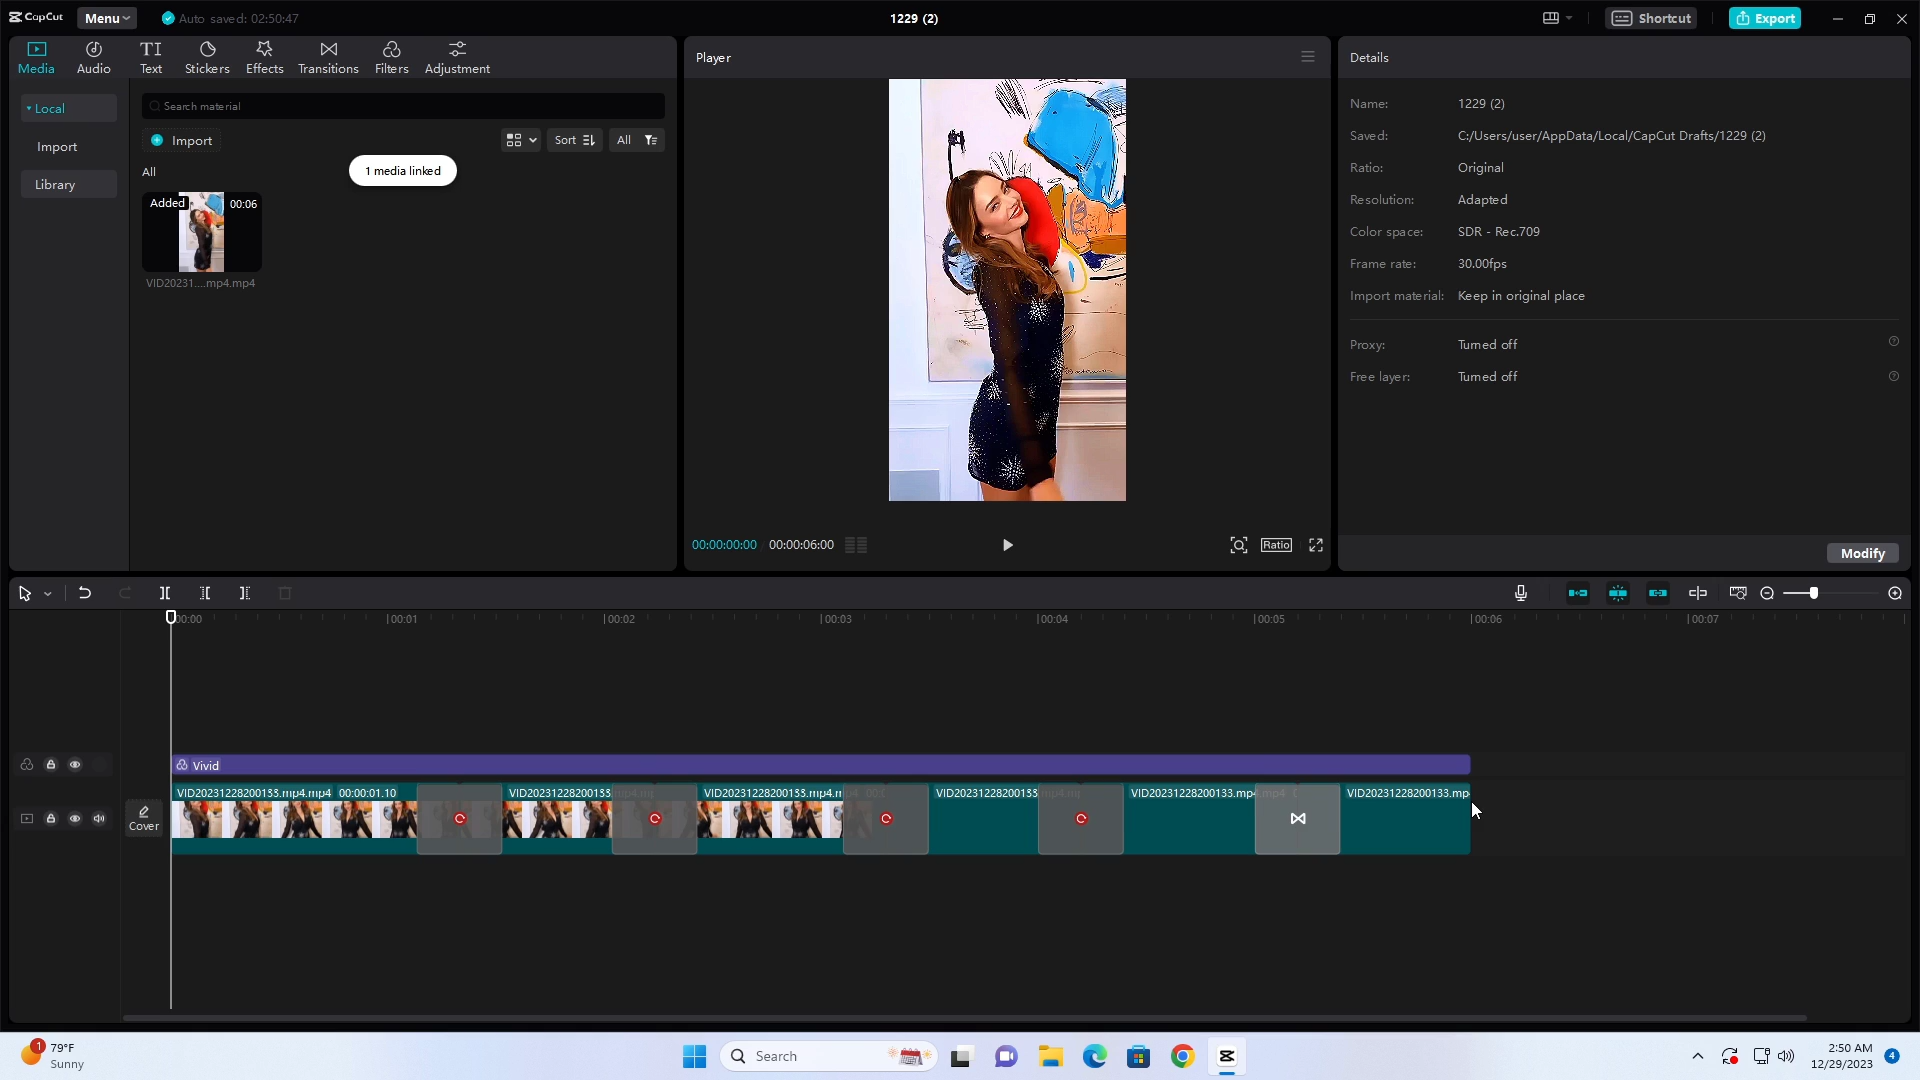 CapCut
Menu
Auto saved: 02:50:47
1229 (2)
Shortcut
Export
Media
Audio
TI
Text
Stickers
Effects
Transitions
Filters
Adjustment
Player
Details
Local
Import
Library
Search material
Import
Sort
All
1 media linked
All
Added
00:06
VID20231....mp4.mp4
Name:
1229 (2)
Saved:
C:/Users/user/AppData/Local/CapCut Drafts/1229 (2)
Ratio:
Original
Resolution:
Adapted
Color space:
SDR - Rec.709
Frame rate:
30.00fps
Import material:
Keep in original place
Proxy:
Turned off
Free layer:
Turned off
Modify
00:00:00:00
00:00:06:00
Ratio
00:00
00:01
00:02
00:03
00:04
00:05
00:06
00:07
Vivid
Cover
VID20231228200133.mp4.mp4 00:00:01.10
VID20231228200133
VID20231228200133.mp4.m
VID20231228200133
VID20231228200133.mp4
VID20231228200133.mp
1
79°F
Sunny
Search
2:50 AM
12/29/2023
4